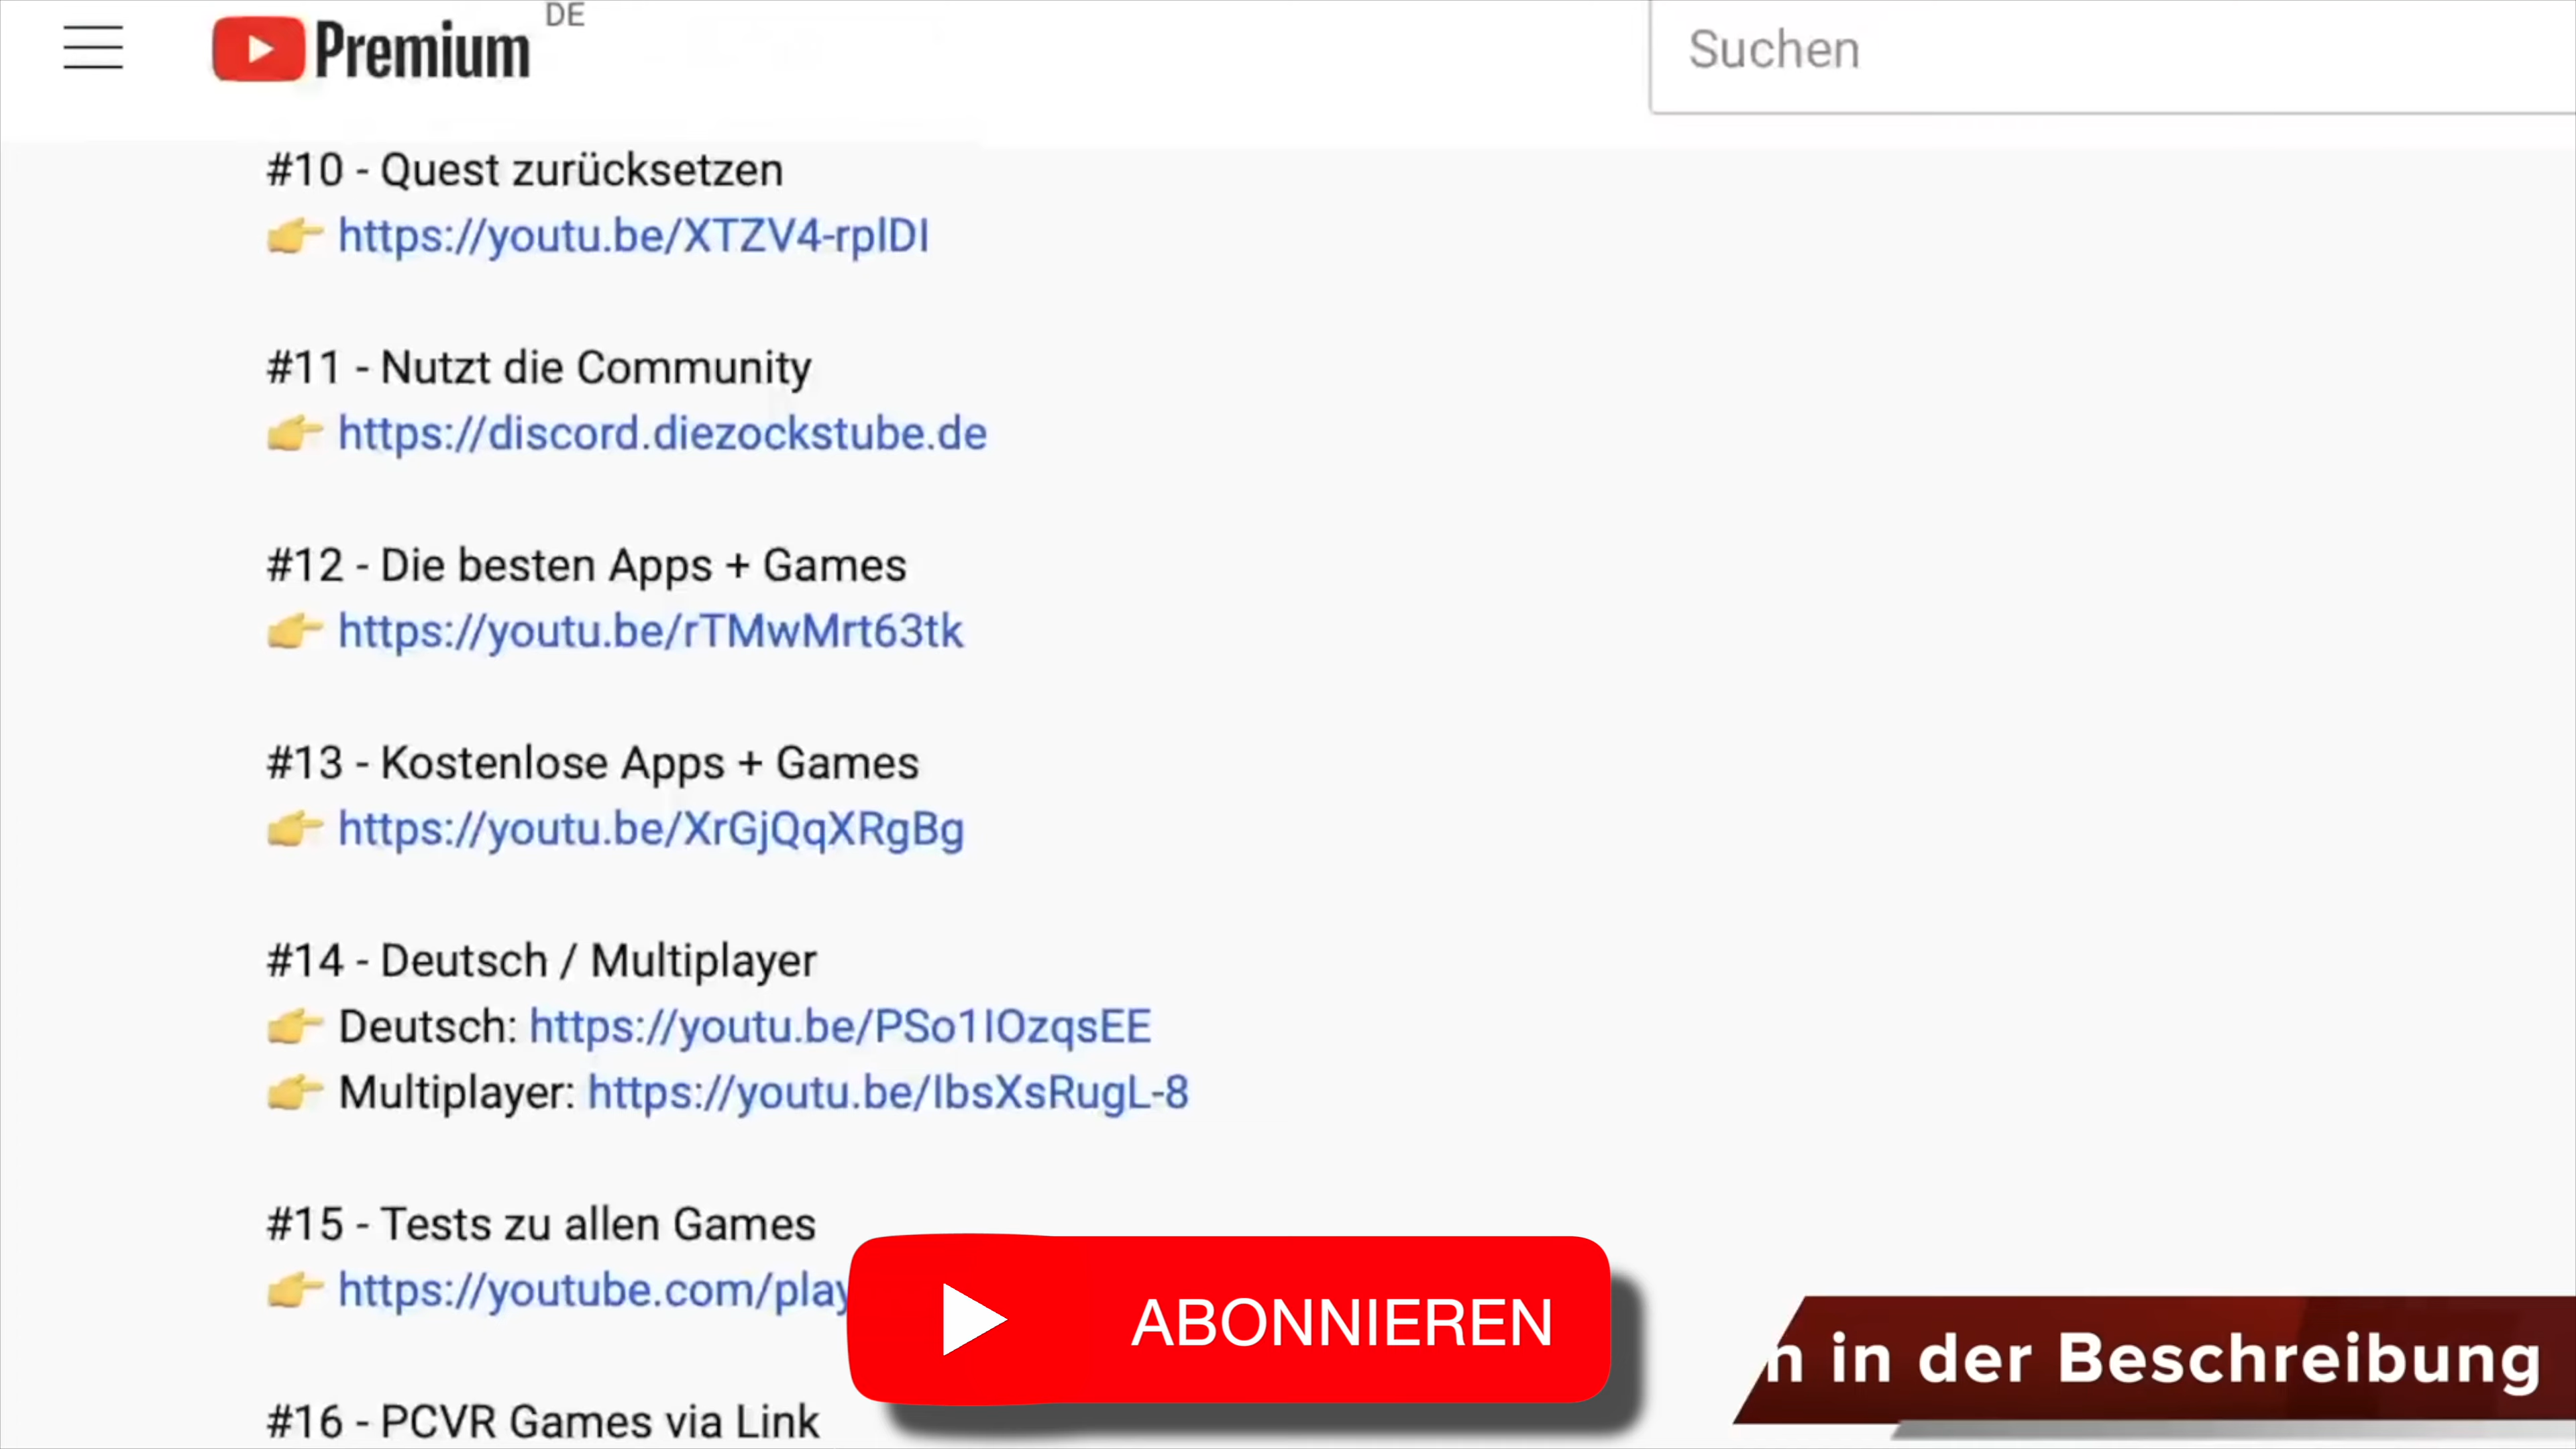 DE
Premium
Suchen
#10 - Quest zurücksetzen
👉 https://youtu.be/XTZV4-rplDI
#11 - Nutzt die Community
👉 https://discord.diezockstube.de
#12 - Die besten Apps + Games
👉 https://youtu.be/rTMwMrt63tk
#13 - Kostenlose Apps + Games
👉 https://youtu.be/XrGjQqXRgBg
#14 - Deutsch / Multiplayer
👉 Deutsch: https://youtu.be/PSo1IOzqsEE
👉 Multiplayer: https://youtu.be/IbsXsRugL-8
#15 - Tests zu allen Games
👉 https://youtube.com/play
ABONNIEREN
n in der Beschreibung
#16 - PCVR Games via Link